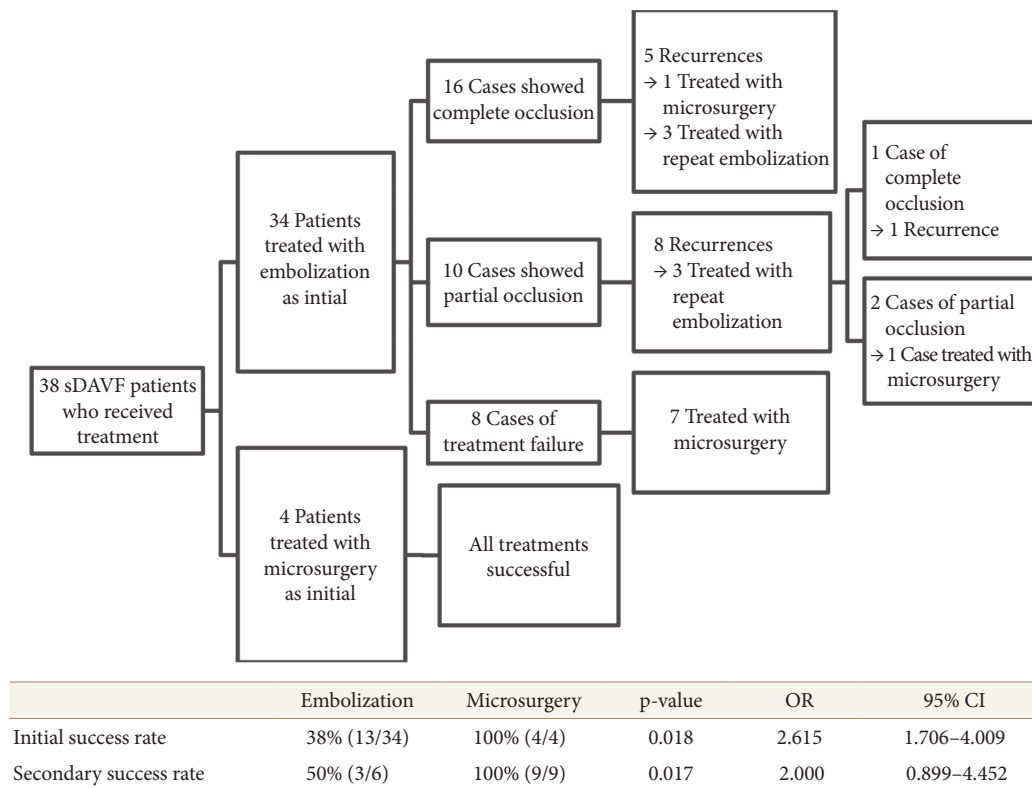 38 sDAVF patients
who received
treatment
34 Patients
treated with
embolization
as intial
4 Patients
treated with
microsurgery
as initial
16 Cases showed
complete occlusion
10 Cases showed
partial occlusion
8 Cases of
treatment failure
All treatments
successful
5 Recurrences
→ 1 Treated with
microsurgery
→ 3 Treated with
repeat embolization
8 Recurrences
→ 3 Treated with
repeat
embolization
7 Treated with
microsurgery
1 Case of
complete
occlusion
→ 1 Recurrence
2 Cases of partial
occlusion
→ 1 Case treated with
microsurgery
Embolization Microsurgery p-value OR 95% CI
Initial success rate 38% (13/34) 100% (4/4) 0.018 2.615 1.706–4.009
Secondary success rate 50% (3/6) 100% (9/9) 0.017 2.000 0.899–4.452